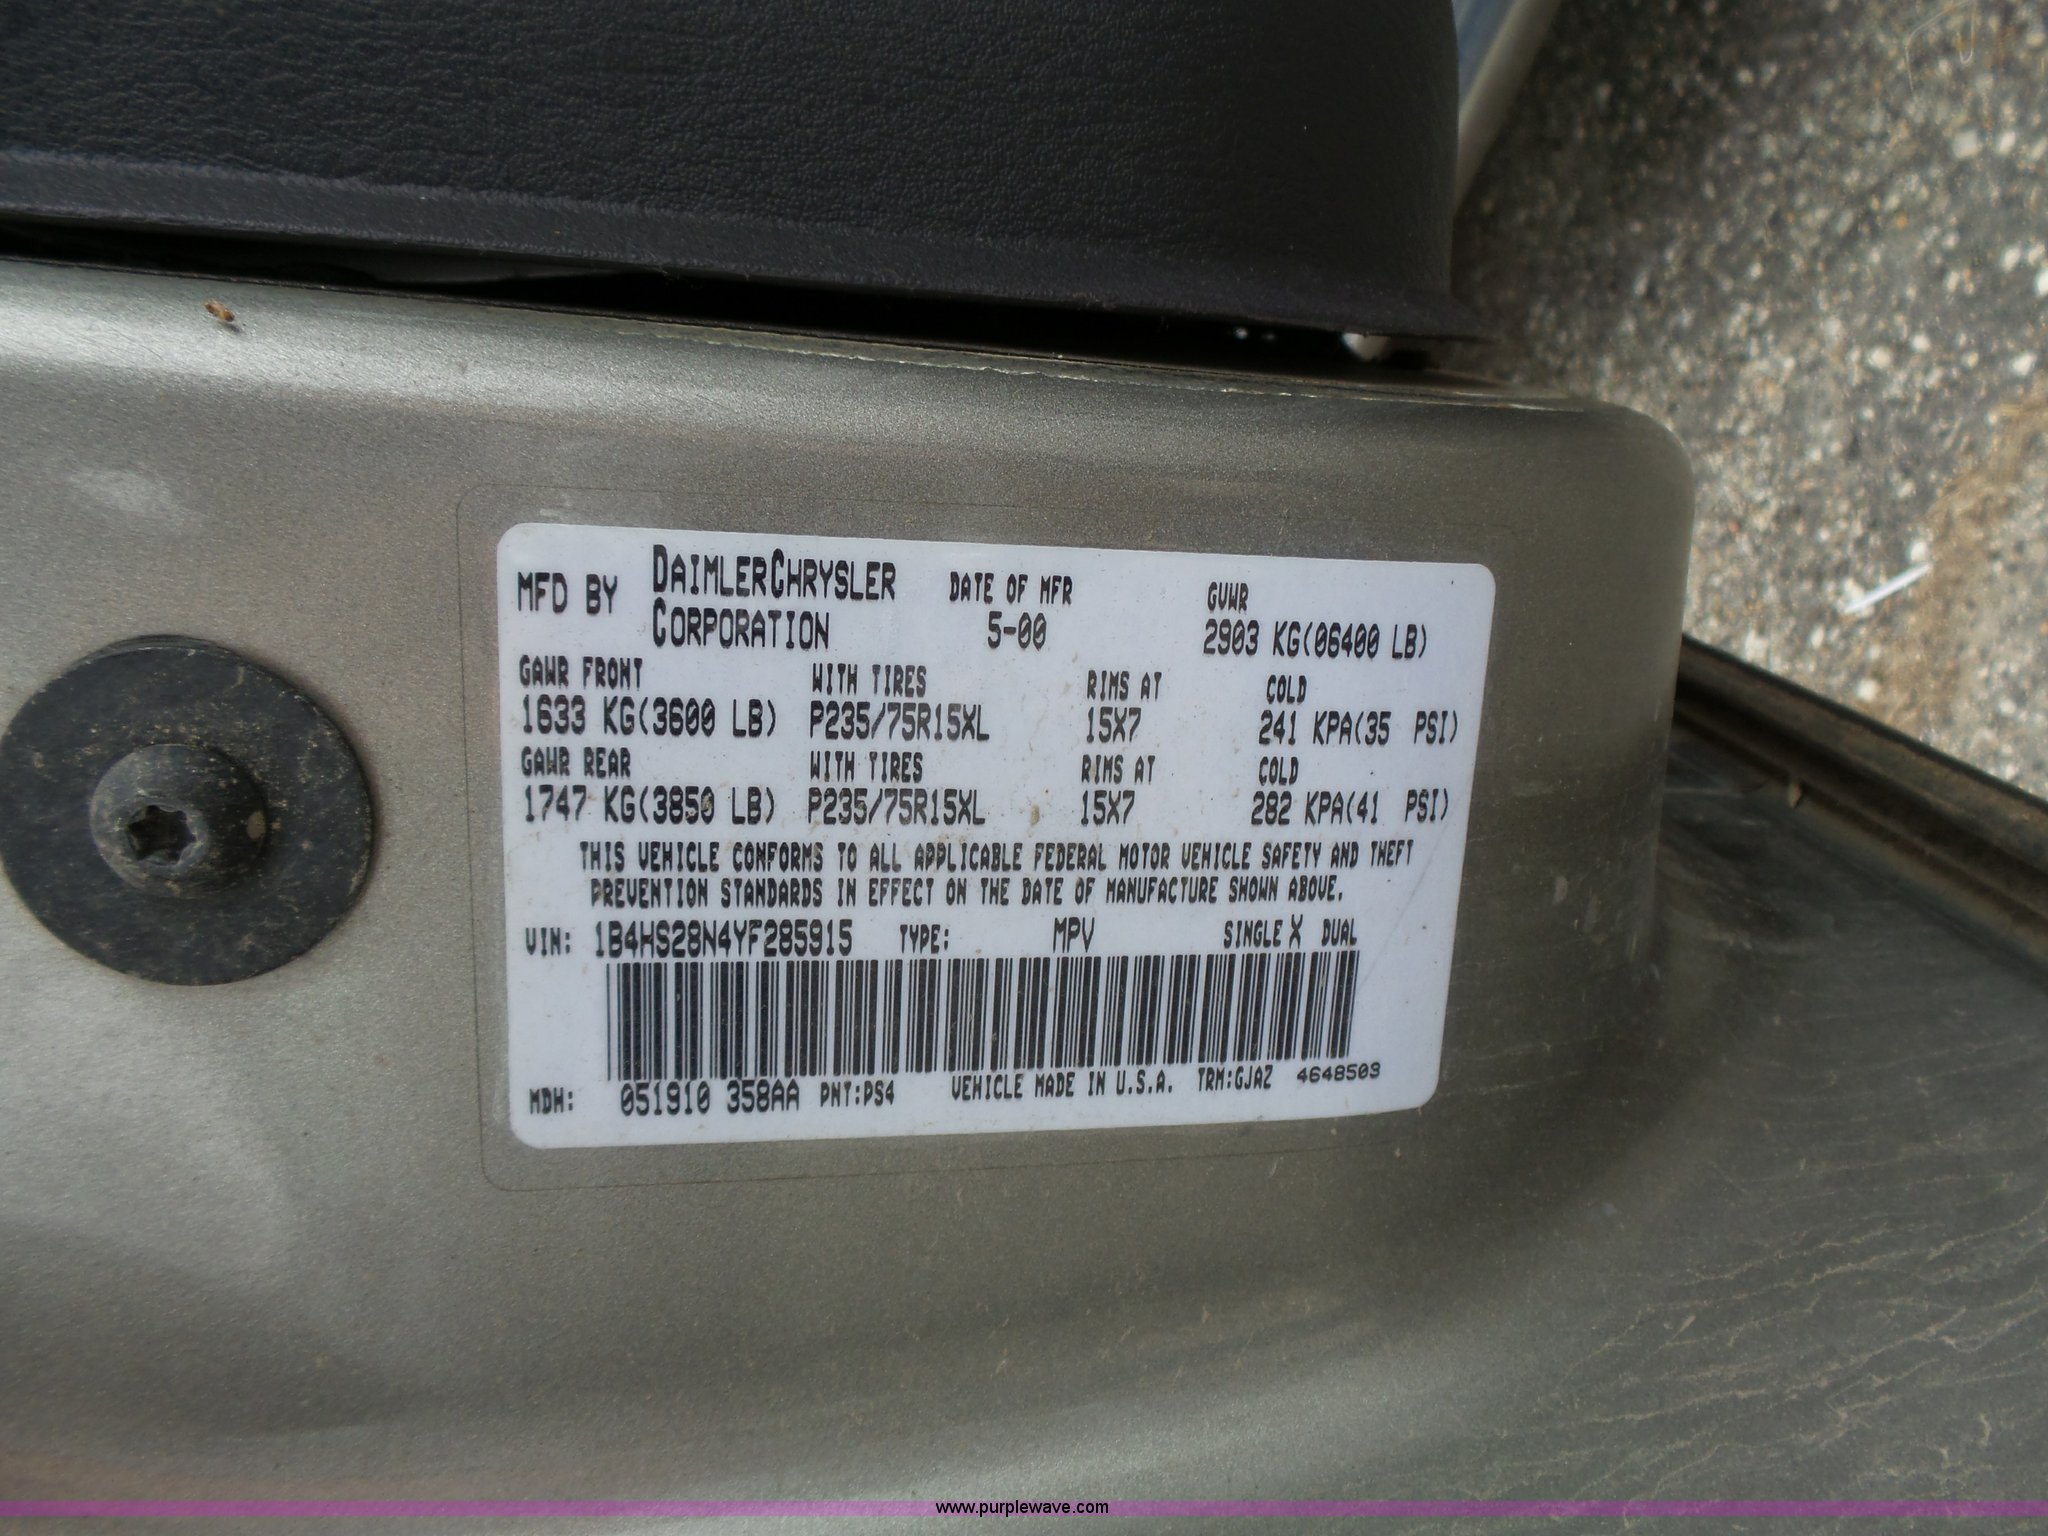 MFD BY DAIMLERCHRYSLER CORPORATION DATE OF MFR 5-00 GVWR 2903 KG(06400 LB)
GAWR FRONT WITH TIRES RIMS AT COLD
1633 KG(3600 LB) P235/75R15XL 15X7 241 KPA(35 PSI)
GAWR REAR WITH TIRES RIMS AT COLD
1747 KG(3850 LB) P235/75R15XL 15X7 282 KPA(41 PSI)
THIS VEHICLE CONFORMS TO ALL APPLICABLE FEDERAL MOTOR VEHICLE SAFETY AND THEFT
PREVENTION STANDARDS IN EFFECT ON THE DATE OF MANUFACTURE SHOWN ABOVE.
VIN: 1B4HS28N4YF285915 TYPE: MPV SINGLE X DUAL
MDH: 051910 358AA PNT:PS4 VEHICLE MADE IN U.S.A. TRM:GJAZ 4648503
www.purplewave.com